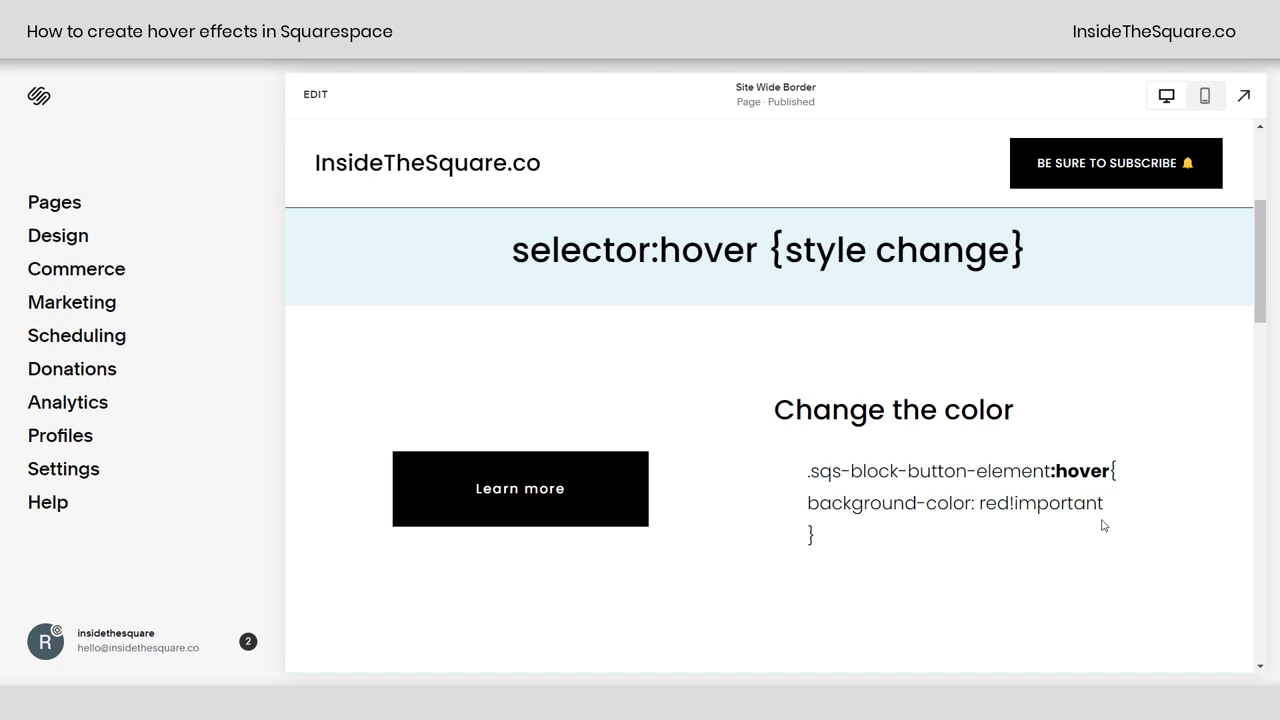 How to create hover effects in Squarespace
InsideTheSquare.co
EDIT
Site Wide Border
Page · Published
InsideTheSquare.co
BE SURE TO SUBSCRIBE 🔔
selector:hover {style change}
Pages
Design
Commerce
Marketing
Scheduling
Donations
Analytics
Profiles
Settings
Help
Change the color
Learn more
.sqs-block-button-element:hover{
background-color: red!important
}
R
insidethesquare
hello@insidethesquare.co
2